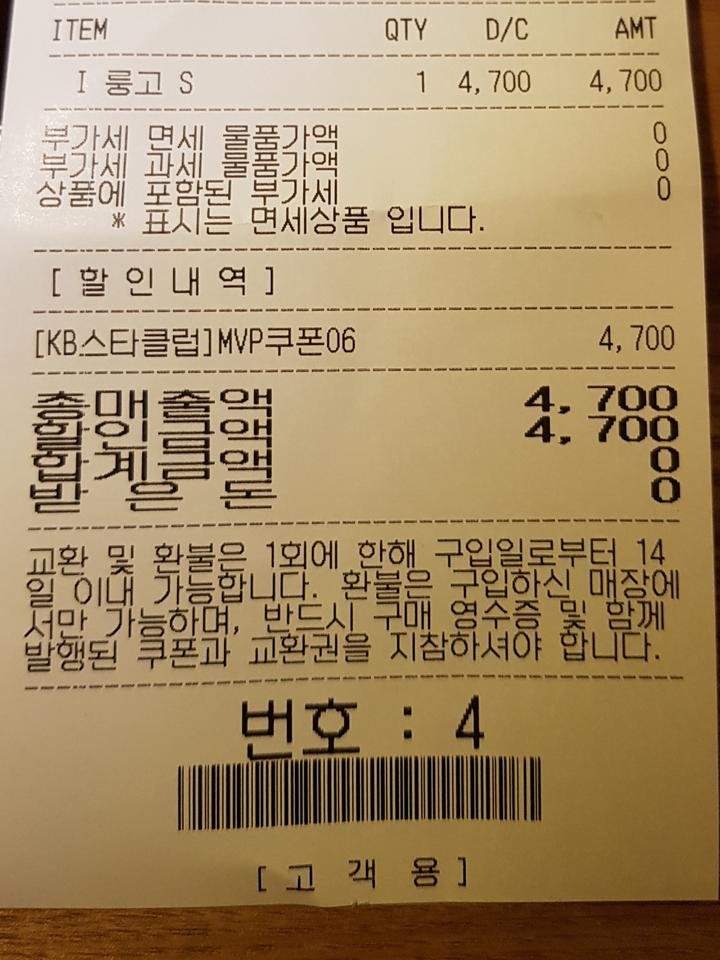 ITEM QTY D/C AMT
I 룽고 S 1 4,700 4,700
부가세 면세 물품가액 0
부가세 과세 물품가액 0
상품에 포함된 부가세 0
* 표시는 면세상품 입니다.
[ 할 인 내 역 ]
[KB스타클럽]MVP쿠폰06 4,700
총매출액 4,700
할인금액 4,700
합계금액 0
받 은 돈 0
교환 및 환불은 1회에 한해 구입일로부터 14
일 이내 가능합니다. 환불은 구입하신 매장에
서만 가능하며, 반드시 구매 영수증 및 함께
발행된 쿠폰과 교환권을 지참하셔야 합니다.
번호 : 4
[ 고 객 용 ]